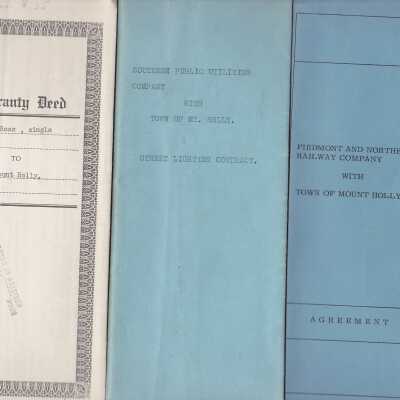 ranty Deed
, single
TO
ount Holly,
SOUTHERN PUBLIC UTILITIES
COMPANY
WITH
TOWN OF MT. HOLLY.
STREET LIGHTING CONTRACT.
PIEDMONT AND NORTHE
RAILWAY COMPANY
WITH
TOWN OF MOUNT HOLLY
AGREEMENT